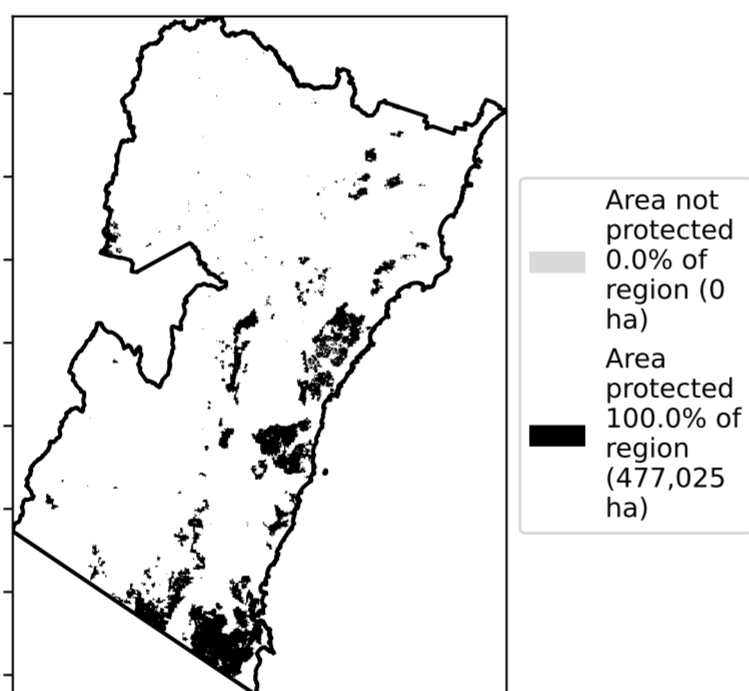 Area not
protected
0.0% of
region (0
ha)
Area
protected
100.0% of
region
(477,025
ha)